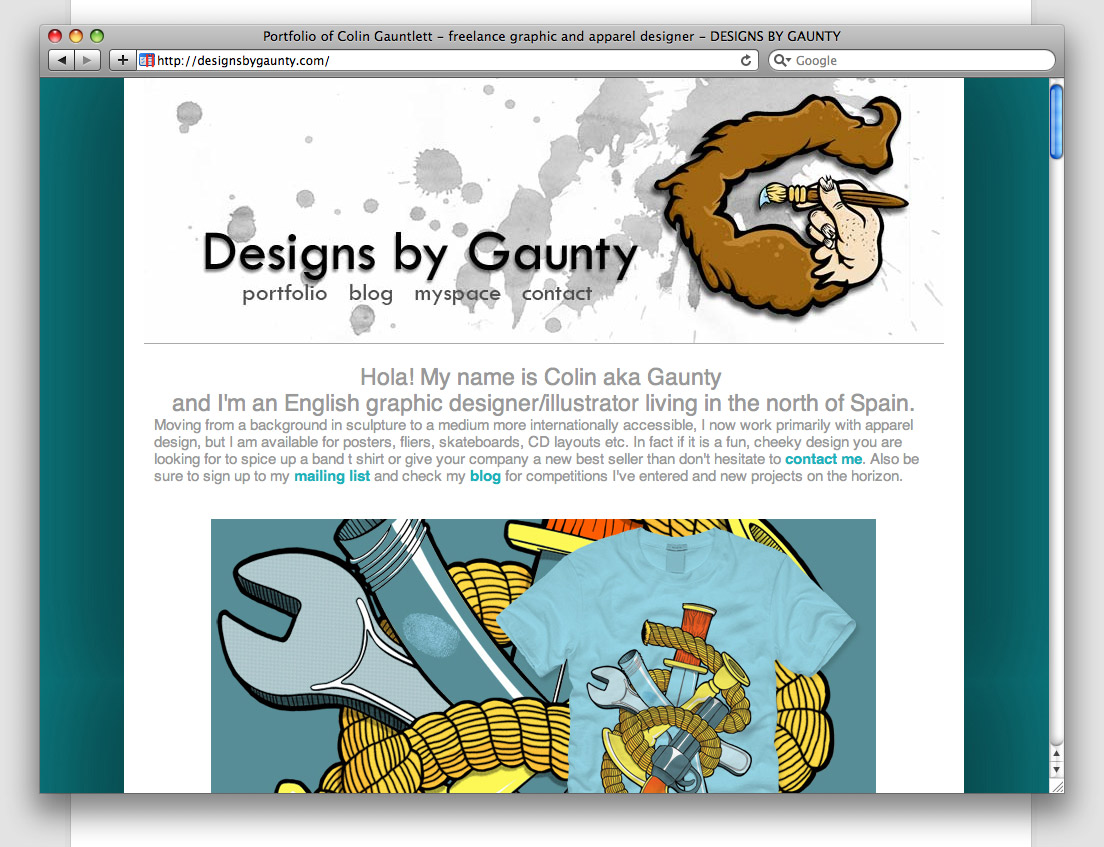 Portfolio of Colin Gauntlett – freelance graphic and apparel designer – DESIGNS BY GAUNTY
http://designsbygaunty.com/
Google
Designs by Gaunty
portfolio blog myspace contact
Hola! My name is Colin aka Gaunty
and I'm an English graphic designer/illustrator living in the north of Spain.
Moving from a background in sculpture to a medium more internationally accessible, I now work primarily with apparel
design, but I am available for posters, fliers, skateboards, CD layouts etc. In fact if it is a fun, cheeky design you are
looking for to spice up a band t shirt or give your company a new best seller than don't hesitate to contact me. Also be
sure to sign up to my mailing list and check my blog for competitions I've entered and new projects on the horizon.